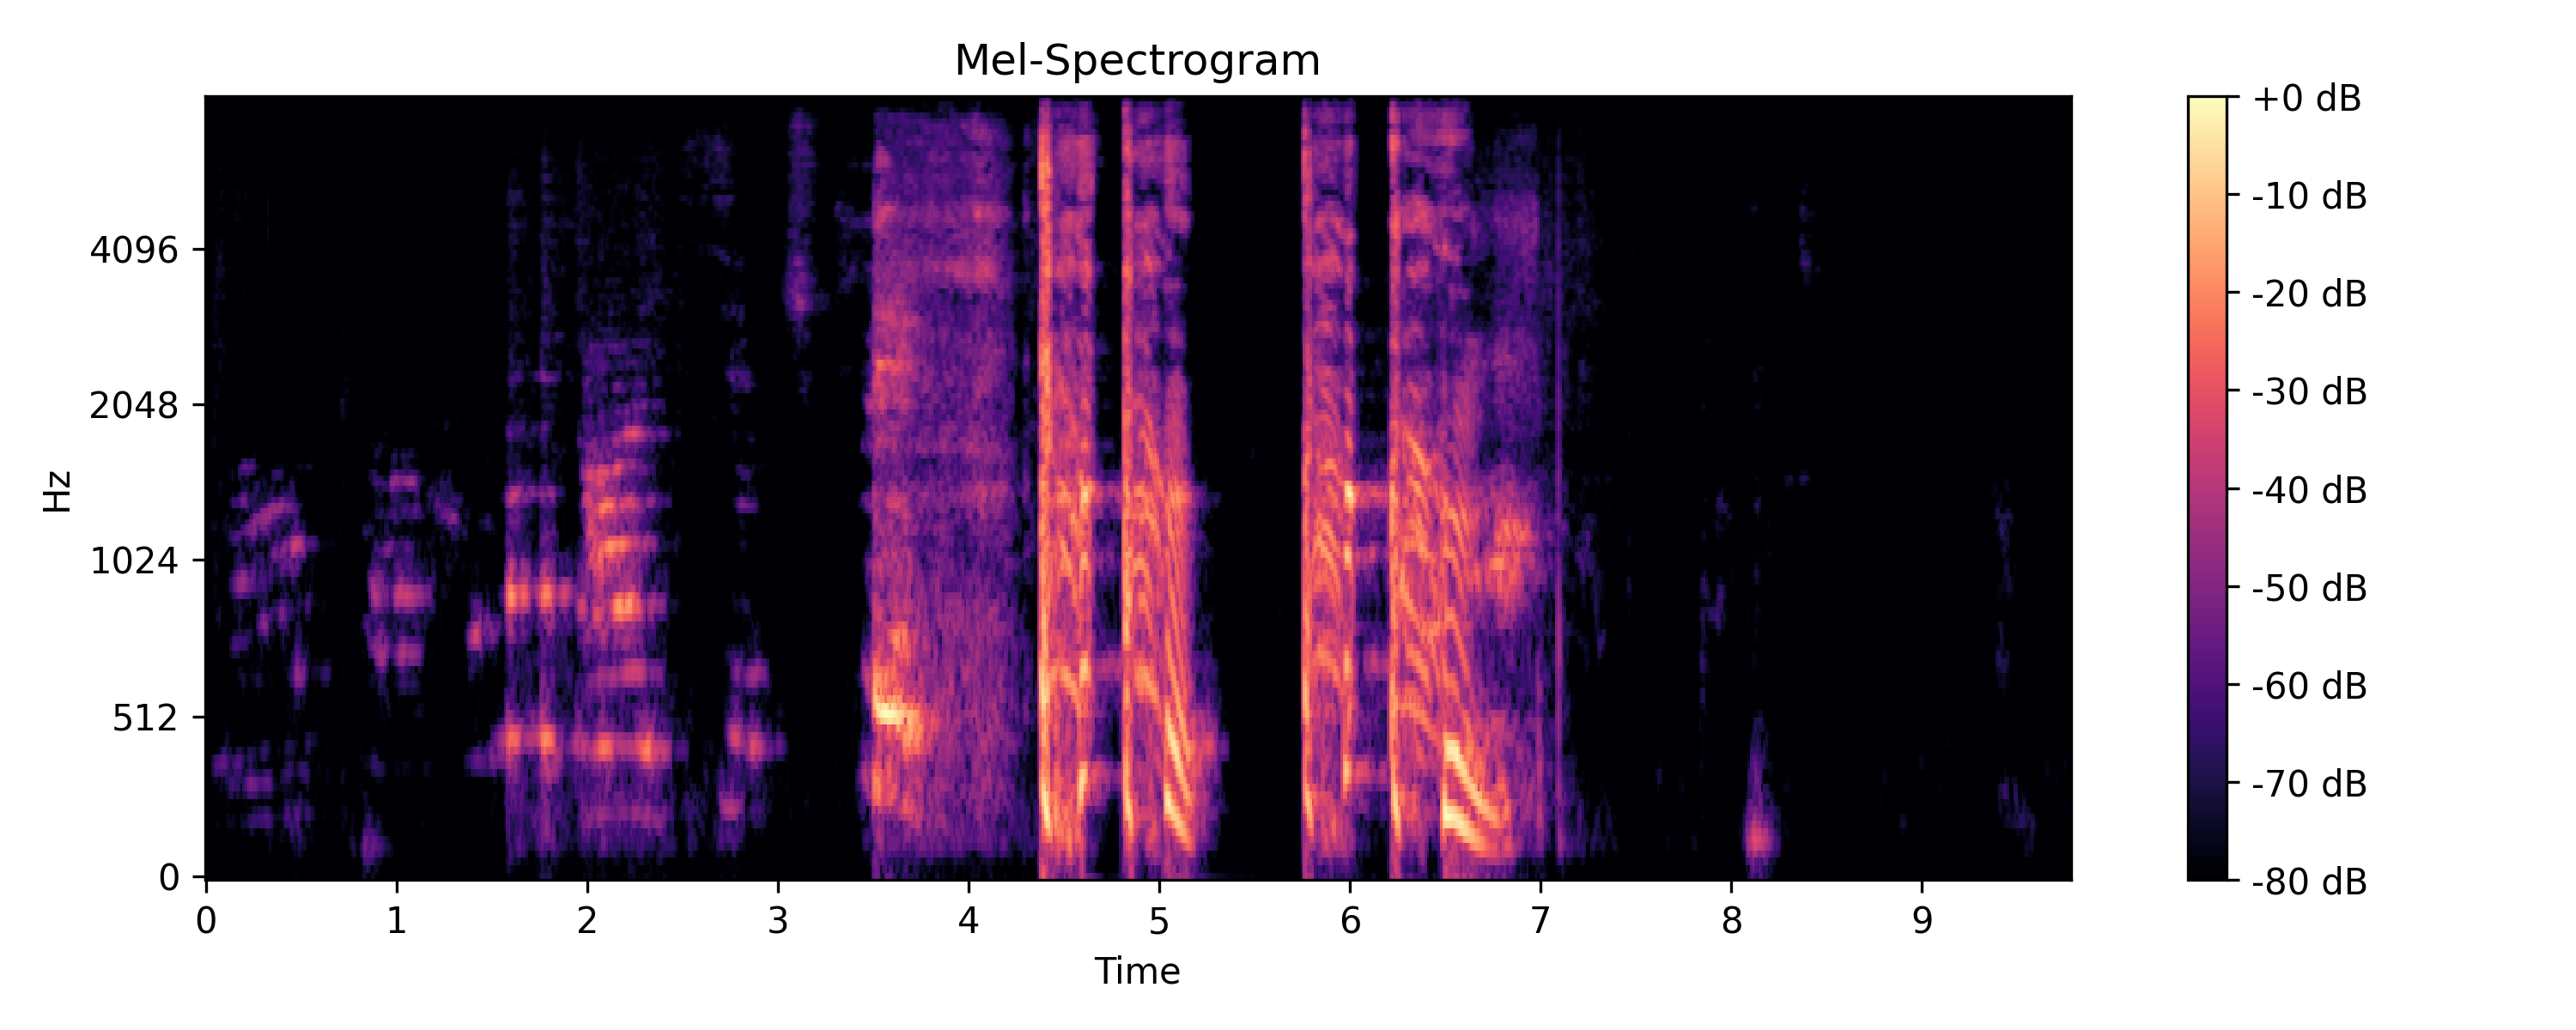 Mel-Spectrogram
+0 dB
-10 dB
-20 dB
-30 dB
-40 dB
-50 dB
-60 dB
-70 dB
-80 dB
Hz
4096
2048
1024
512
0
0 1 2 3 4 5 6 7 8 9
Time